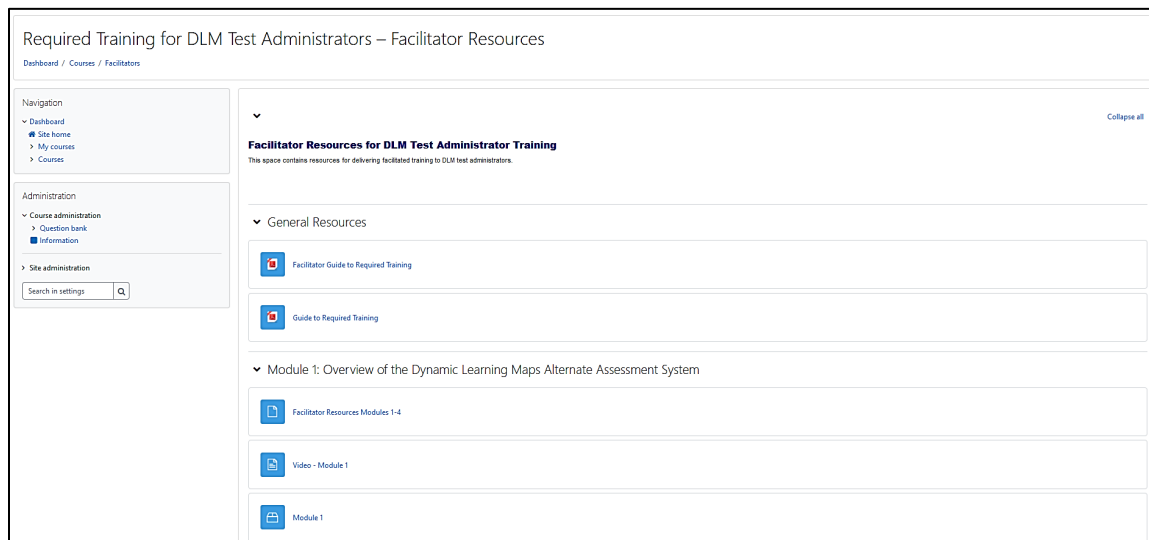 Required Training for DLM Test Administrators – Facilitator Resources
Dashboard / Courses / Facilitators
Navigation
Dashboard
Site home
My courses
Courses
Administration
Course administration
Question bank
Information
Site administration
Search in settings
Collapse all
Facilitator Resources for DLM Test Administrator Training
This space contains resources for delivering facilitated training to DLM test administrators.
General Resources
Facilitator Guide to Required Training
Guide to Required Training
Module 1: Overview of the Dynamic Learning Maps Alternate Assessment System
Facilitator Resources Modules 1-4
Video - Module 1
Module 1